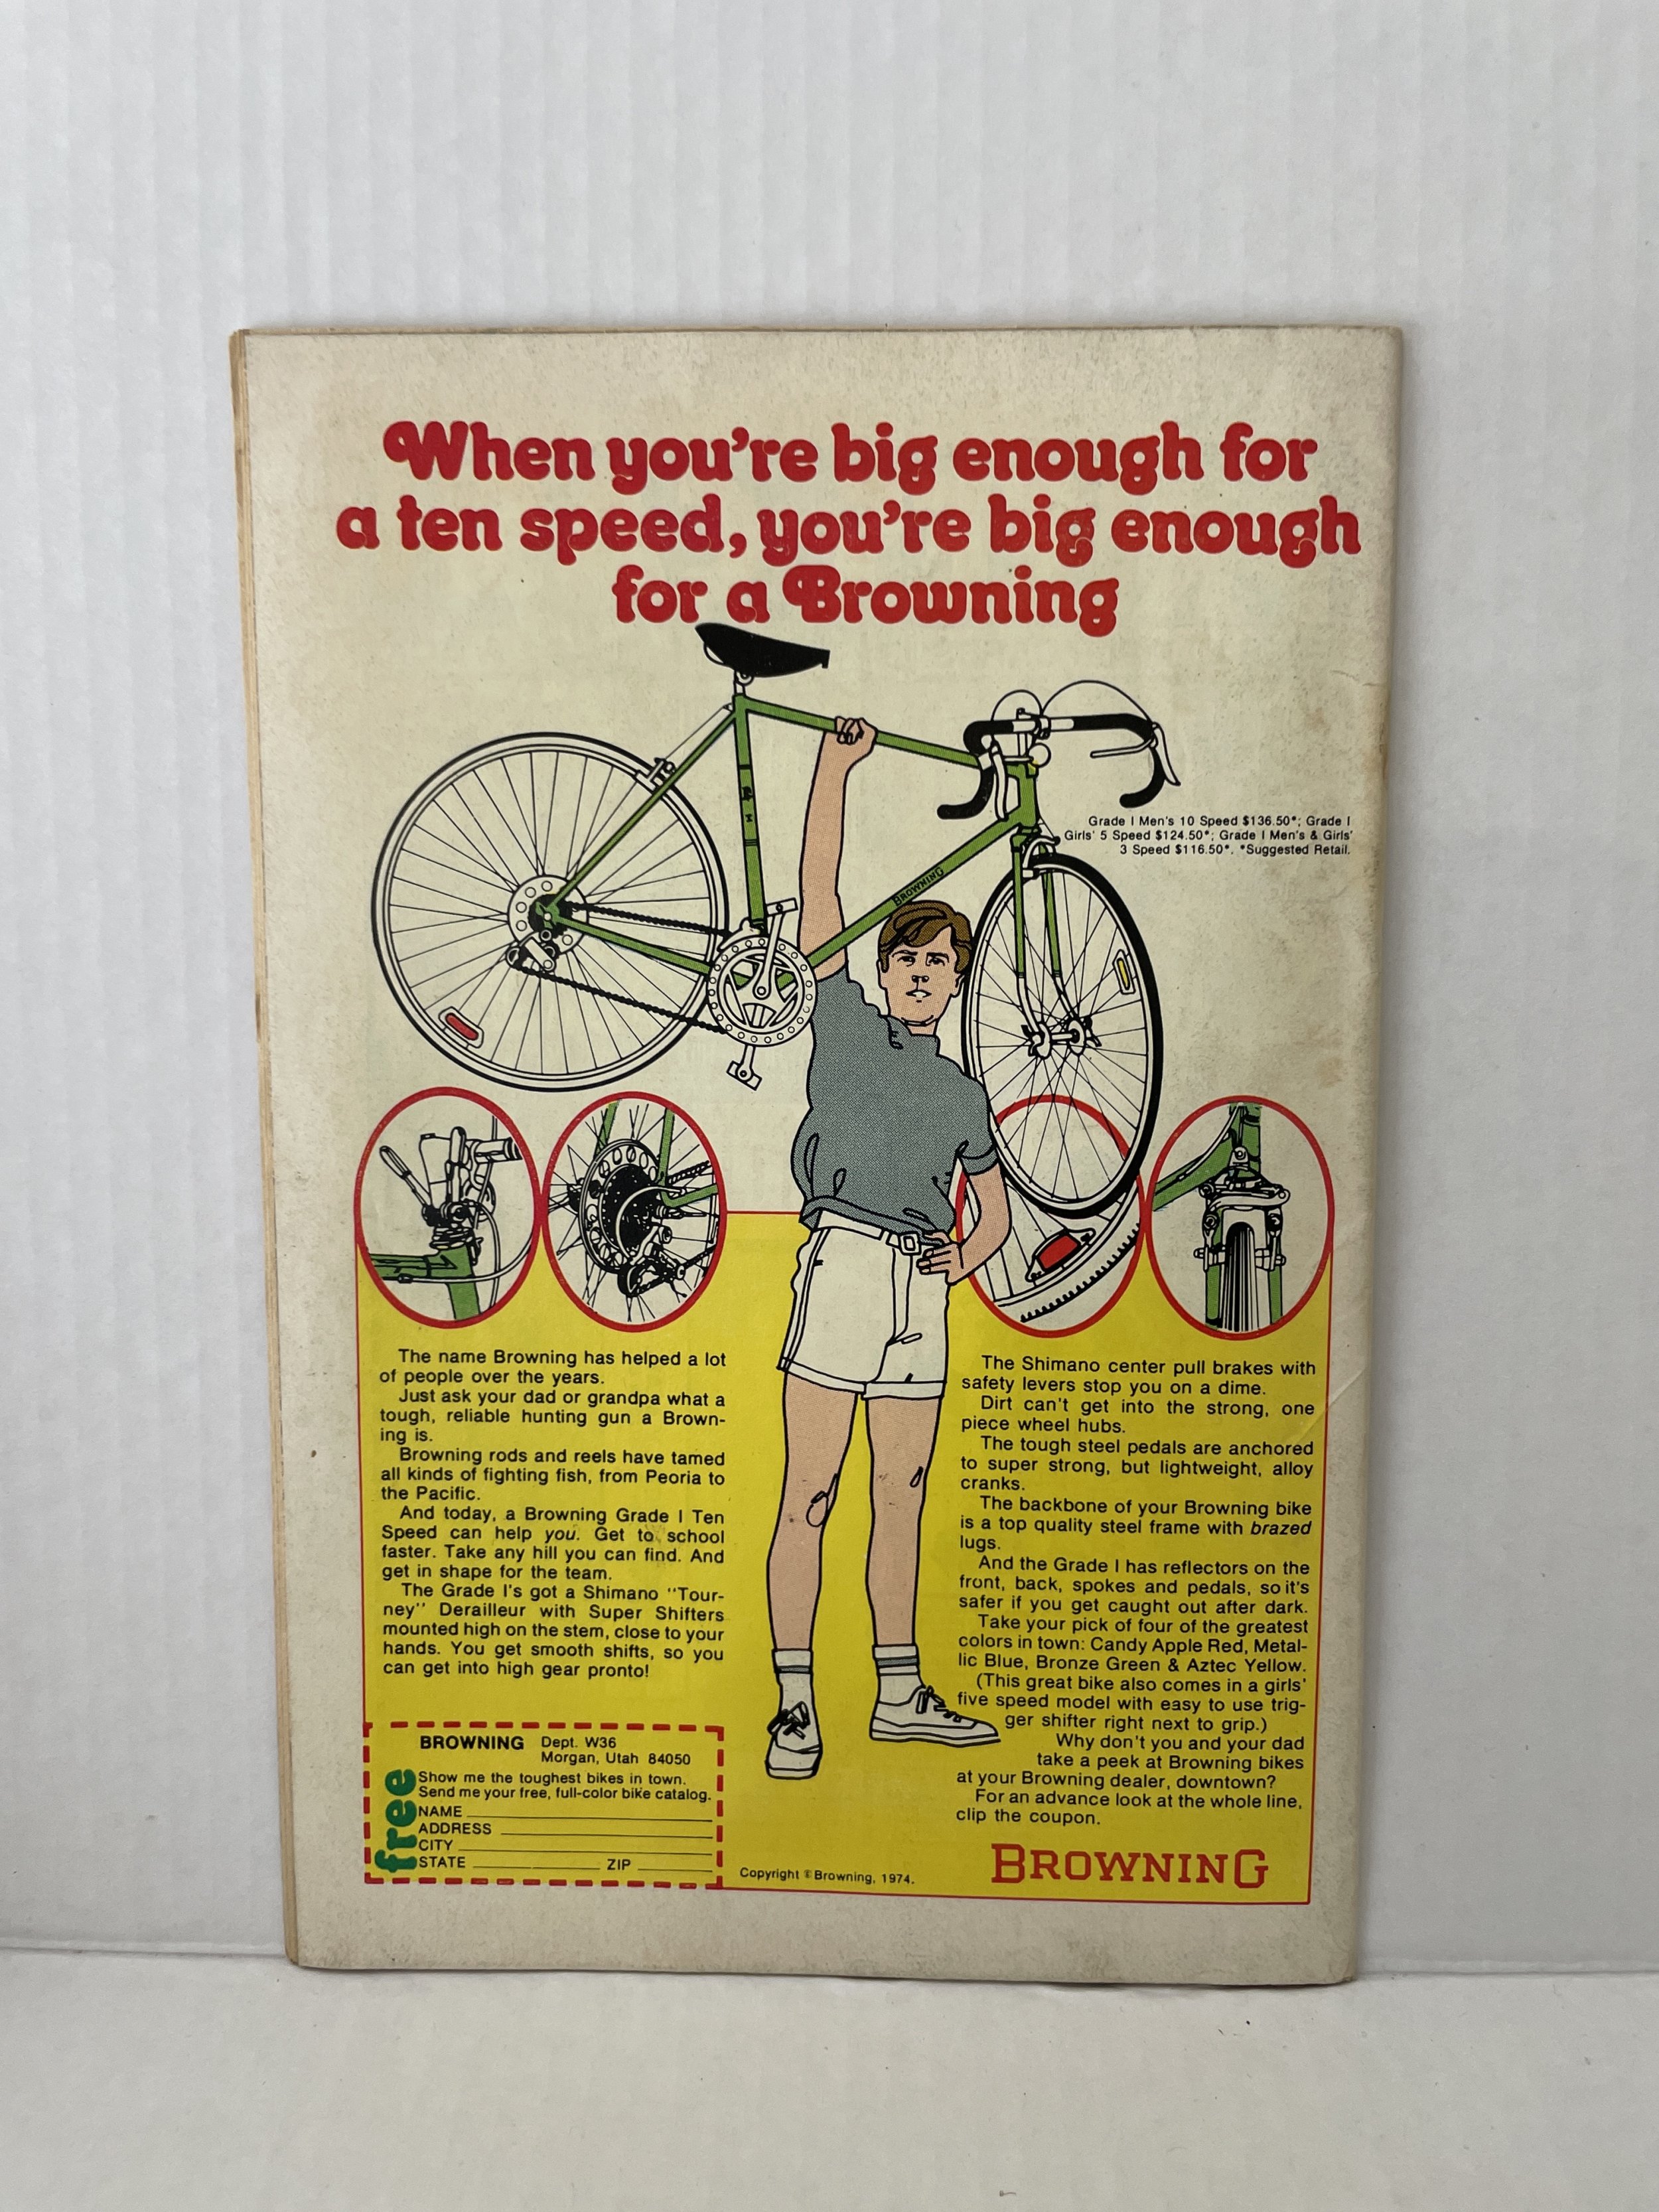 When you're big enough for
a ten speed, you're big enough
for a Browning
Grade I Men's 10 Speed $136.50*; Grade I
Girls' 5 Speed $124.50*; Grade I Men's & Girls'
3 Speed $116.50*. *Suggested Retail.
BROWNING
The name Browning has helped a lot
of people over the years.
Just ask your dad or grandpa what a
tough, reliable hunting gun a Brown-
ing is.
Browning rods and reels have tamed
all kinds of fighting fish, from Peoria to
the Pacific.
And today, a Browning Grade I Ten
Speed can help you. Get to school
faster. Take any hill you can find. And
get in shape for the team.
The Grade I's got a Shimano "Tour-
ney" Derailleur with Super Shifters
mounted high on the stem, close to your
hands. You get smooth shifts, so you
can get into high gear pronto!
The Shimano center pull brakes with
safety levers stop you on a dime.
Dirt can't get into the strong, one
piece wheel hubs.
The tough steel pedals are anchored
to super strong, but lightweight, alloy
cranks.
The backbone of your Browning bike
is a top quality steel frame with brazed
lugs.
And the Grade I has reflectors on the
front, back, spokes and pedals, so it's
safer if you get caught out after dark.
Take your pick of four of the greatest
colors in town: Candy Apple Red, Metal-
lic Blue, Bronze Green & Aztec Yellow.
(This great bike also comes in a girls'
five speed model with easy to use trig-
ger shifter right next to grip.)
Why don't you and your dad
take a peek at Browning bikes
at your Browning dealer, downtown?
For an advance look at the whole line,
clip the coupon.
BROWNING Dept. W36
Morgan, Utah 84050
free
Show me the toughest bikes in town.
Send me your free, full-color bike catalog.
NAME
ADDRESS
CITY
STATE ZIP
Copyright © Browning, 1974.
BROWNING